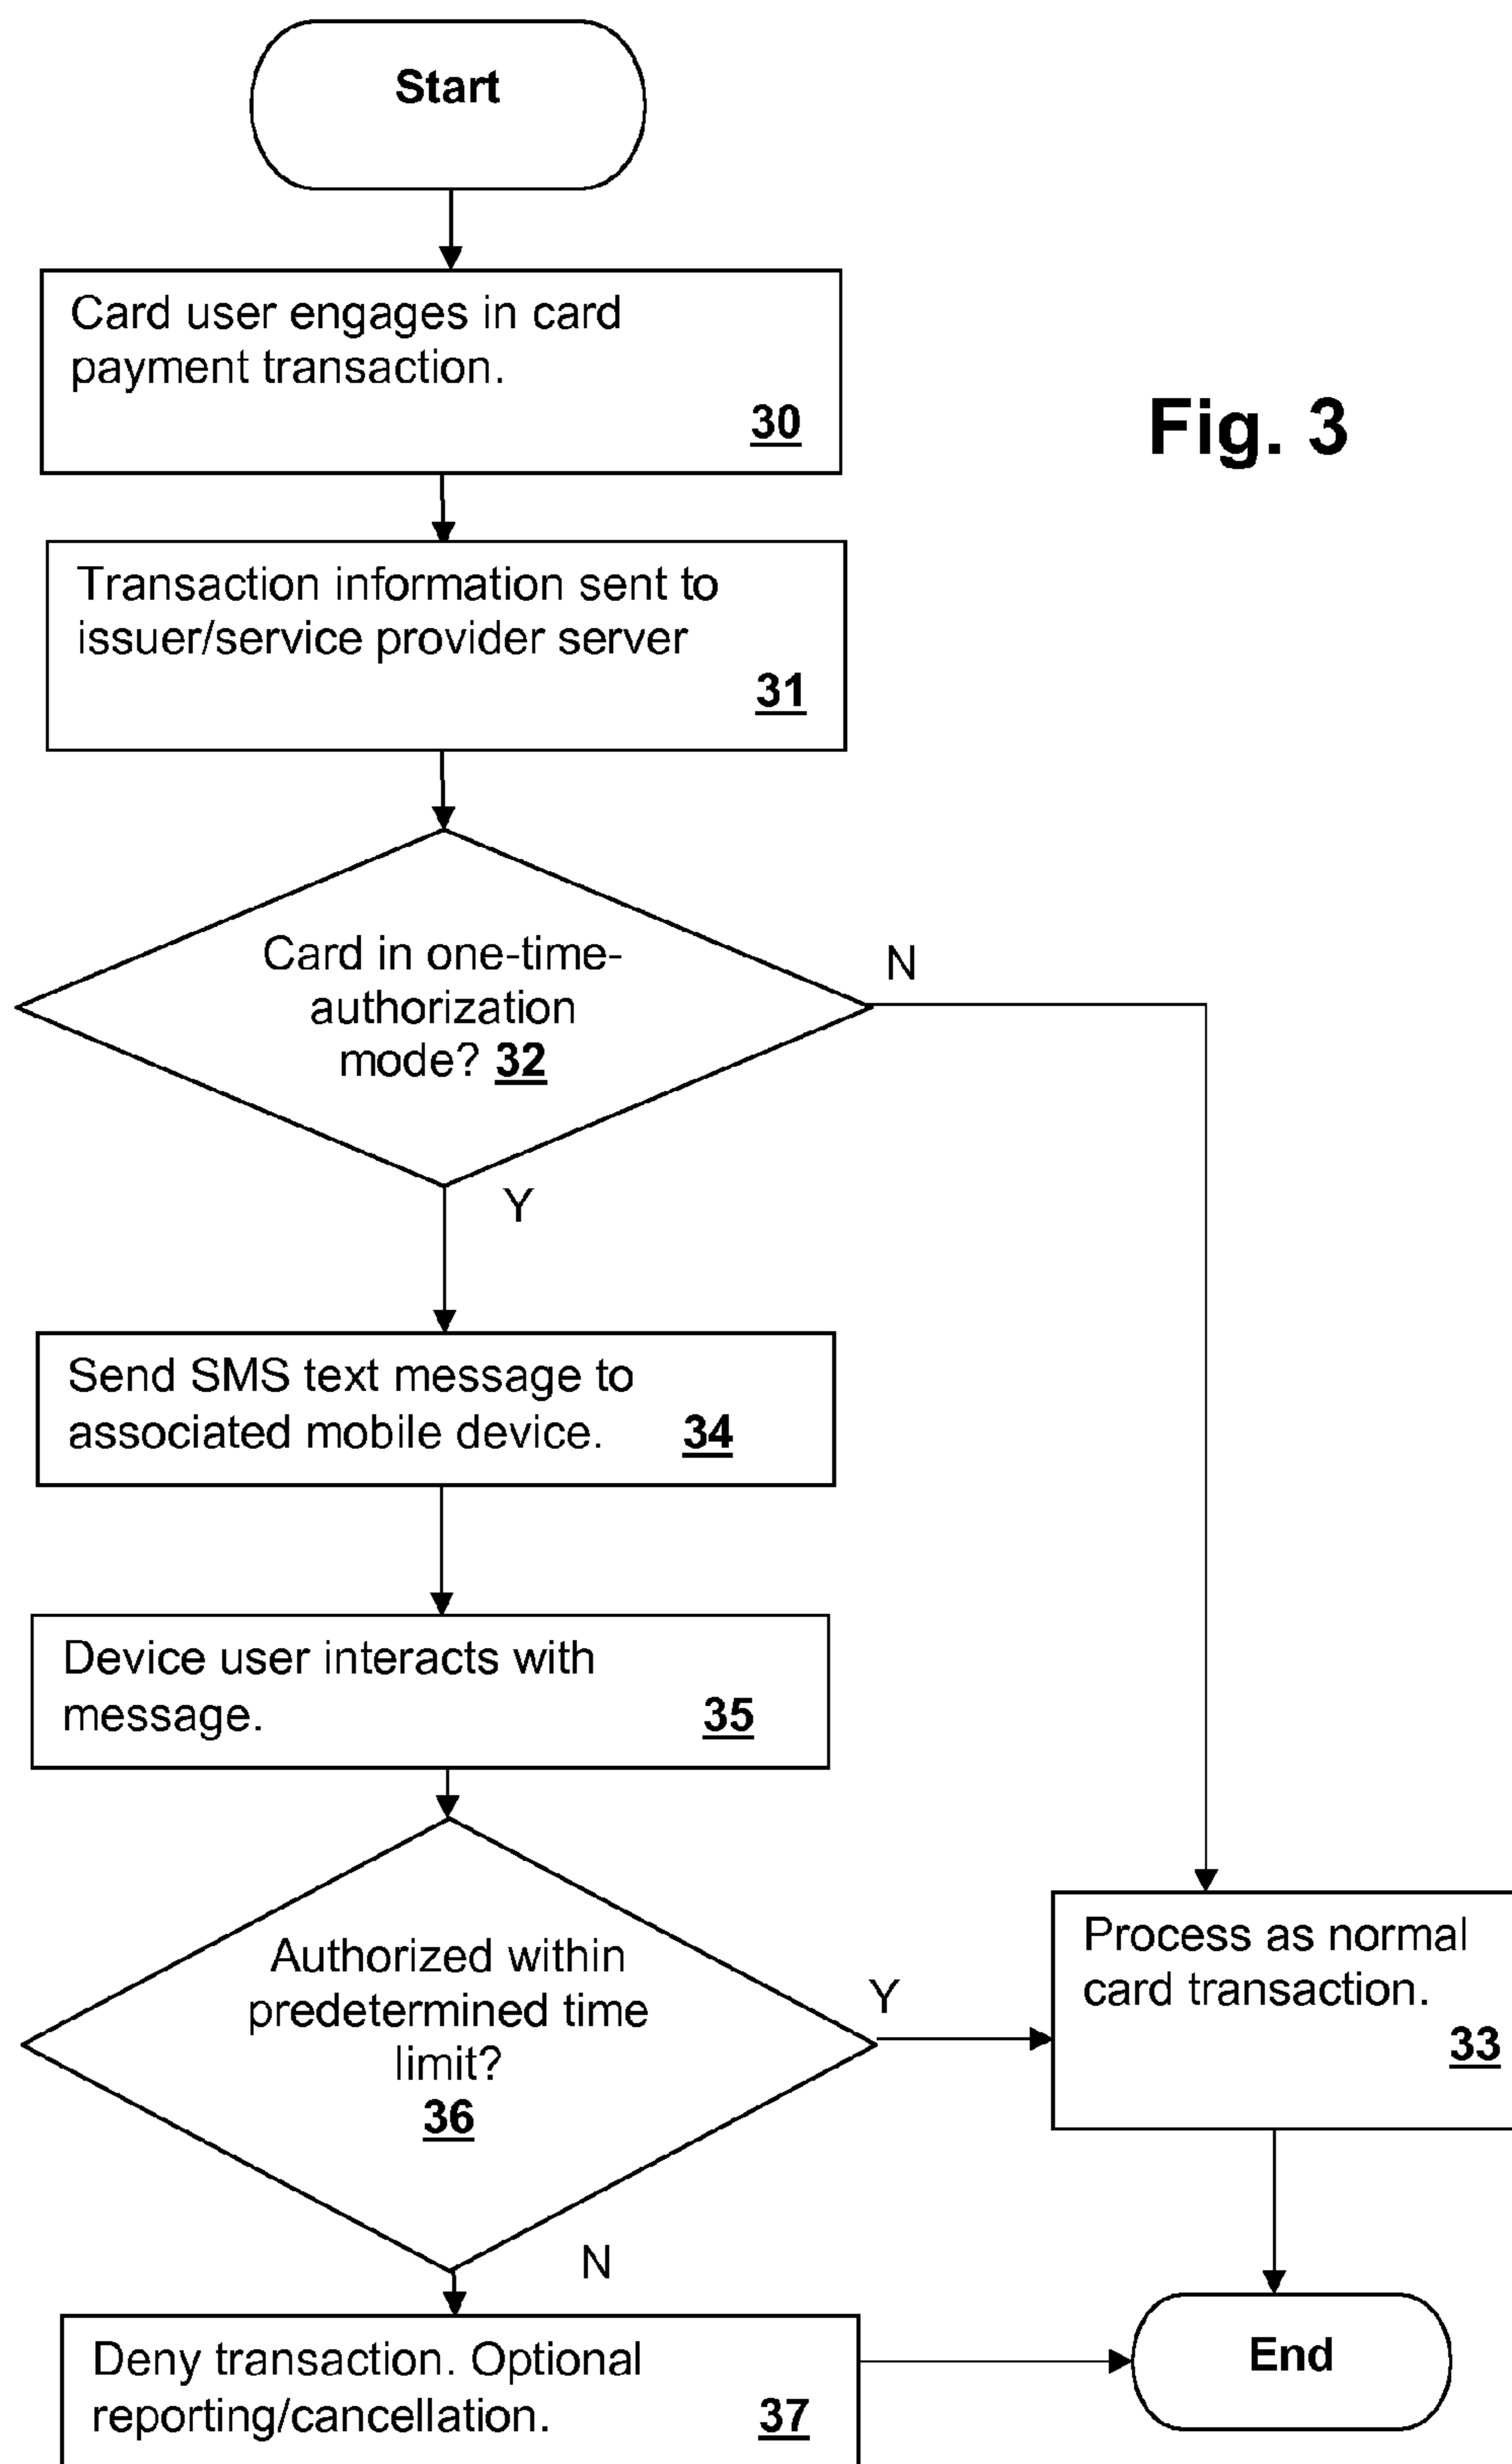 Start
Card user engages in card
payment transaction.
30
Fig. 3
Transaction information sent to
issuer/service provider server
31
Card in one-time-
authorization
mode? 32
N
Y
Send SMS text message to
associated mobile device. 34
Device user interacts with
message. 35
Authorized within
predetermined time
limit?
36
Y
Process as normal
card transaction.
33
N
Deny transaction. Optional
reporting/cancellation. 37
End